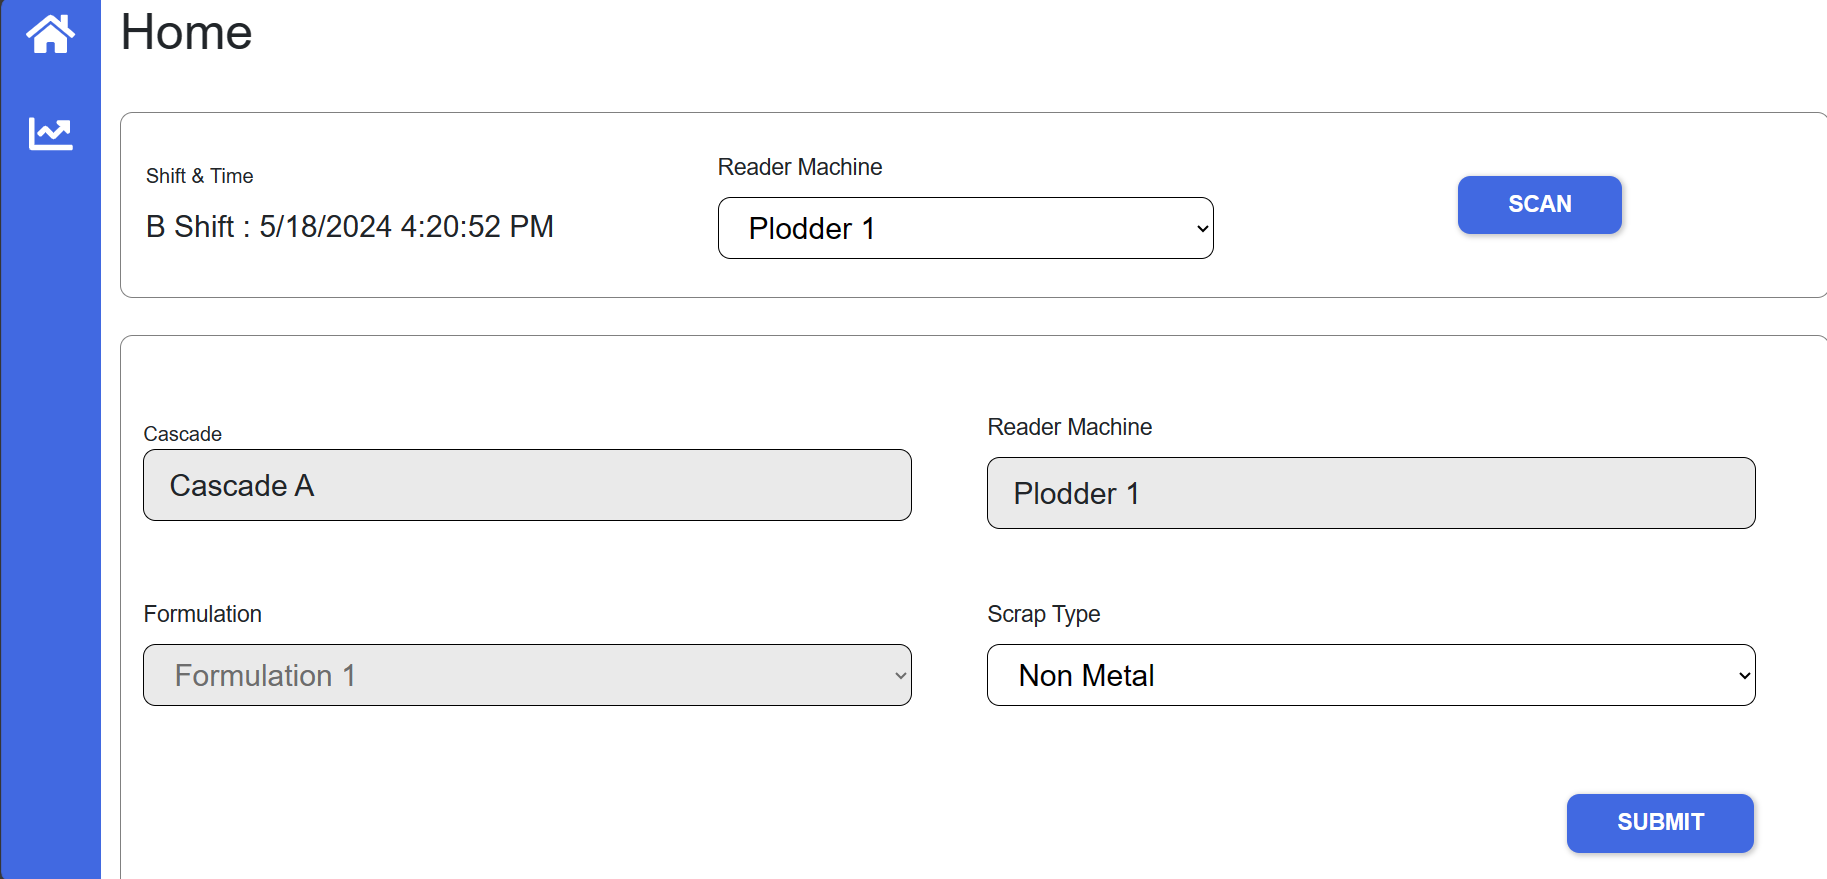 Home
Shift & Time
B Shift : 5/18/2024 4:20:52 PM
Reader Machine
Plodder 1
SCAN
Cascade
Cascade A
Reader Machine
Plodder 1
Formulation
Formulation 1
Scrap Type
Non Metal
SUBMIT